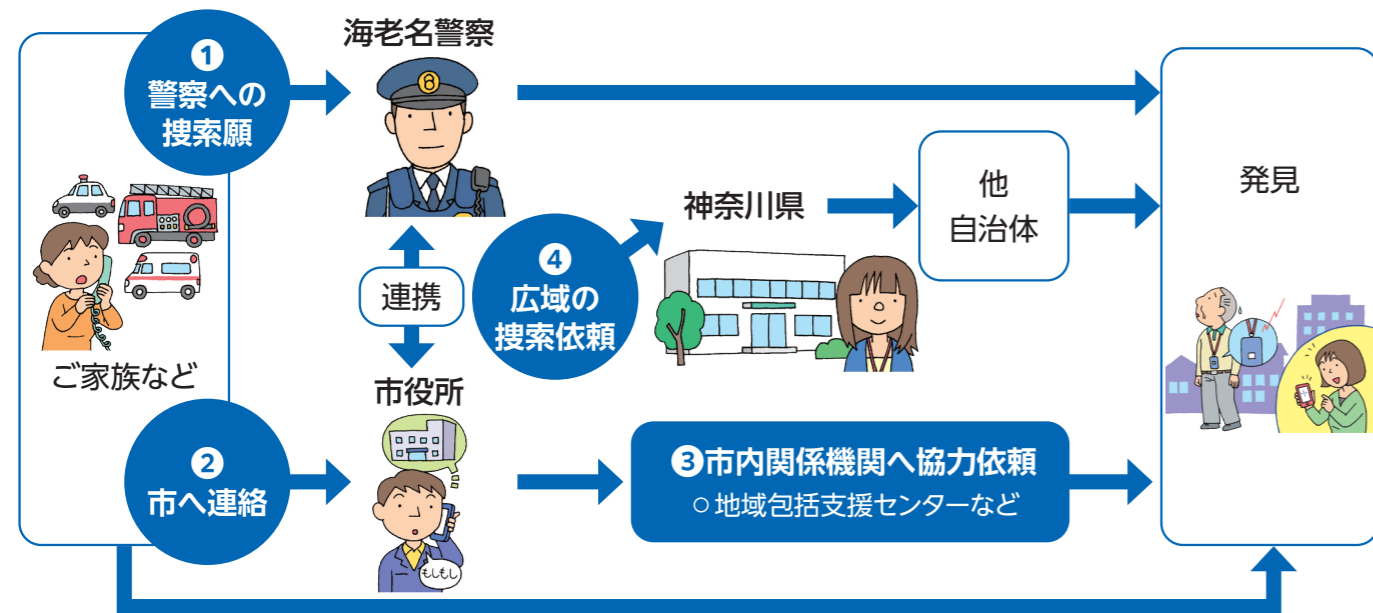 ❶
警察への
捜索願
海老名警察
ご家族など
連携
❹
広域の
捜索依頼
神奈川県
他
自治体
発見
❷
市へ連絡
市役所
もしもし
❸市内関係機関へ協力依頼
○地域包括支援センターなど